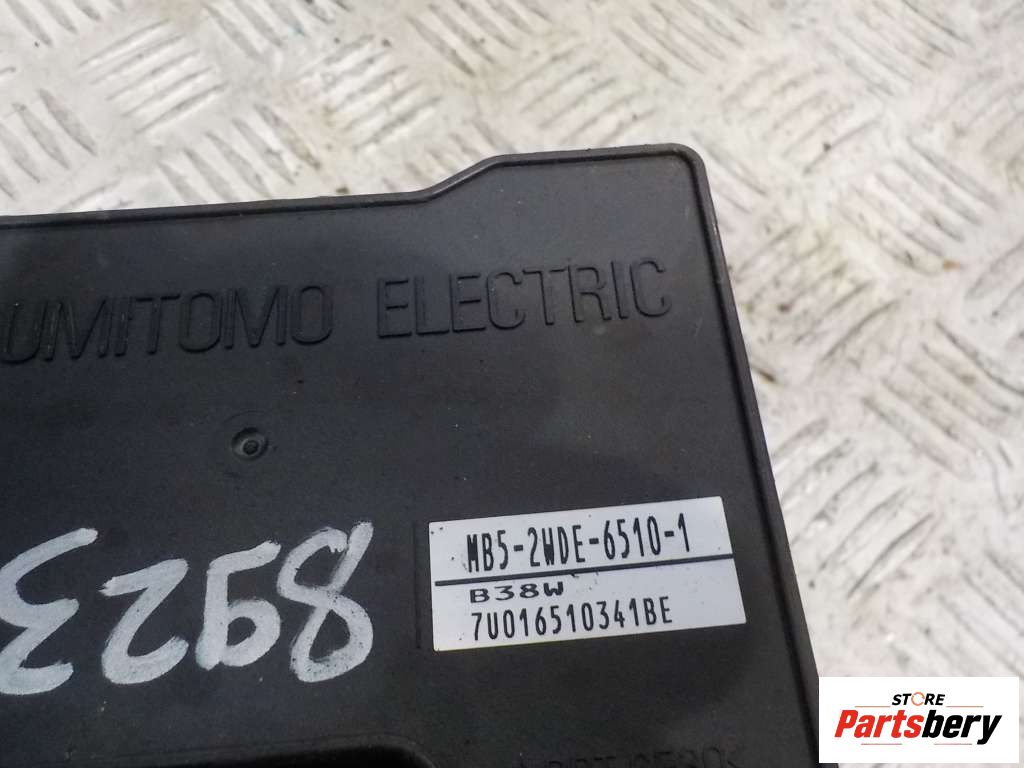 UMITOMO ELECTRIC
MB5-2WDE-6510-1
B38W
7U016510341BE
8923
STORE
Partsbery